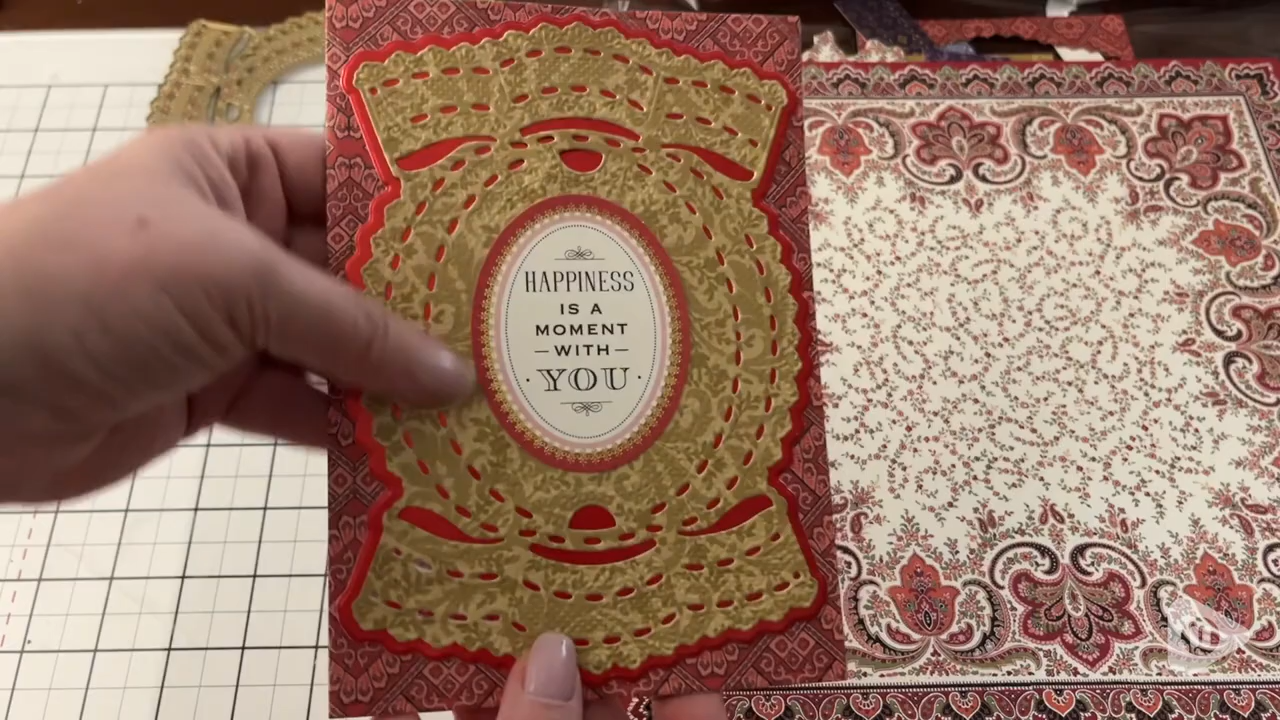 HAPPINESS
IS A
MOMENT
—WITH—
· YOU ·